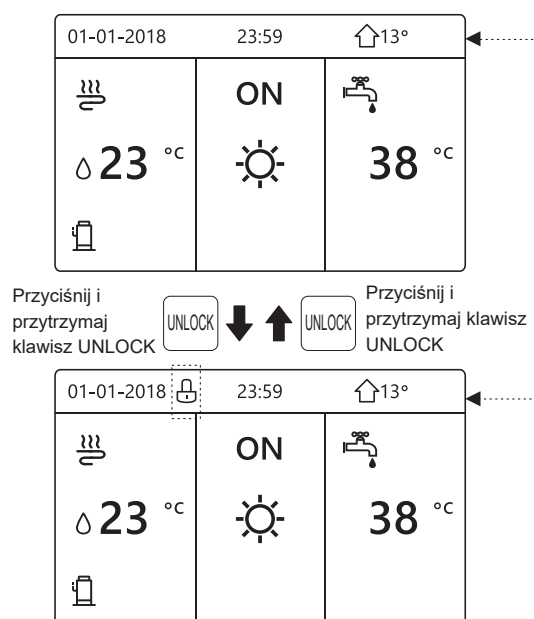 01-01-2018 23:59 13°
ON
23 °C 38 °C
Przyciśnij i
przytrzymaj
klawisz UNLOCK
UNLOCK UNLOCK
Przyciśnij i
przytrzymaj klawisz
UNLOCK
01-01-2018 23:59 13°
ON
23 °C 38 °C